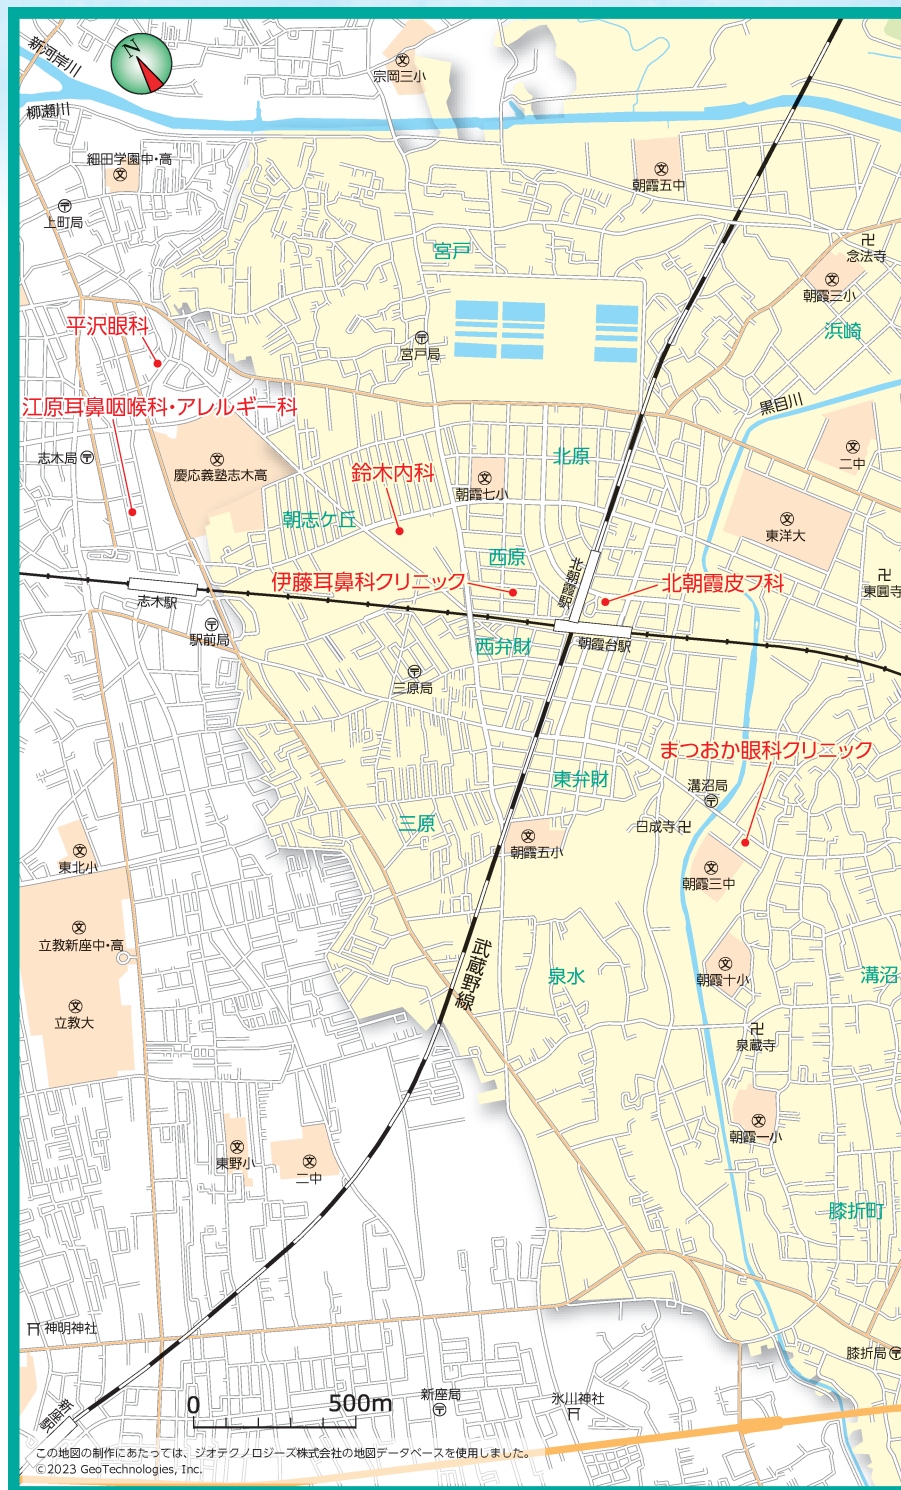 新河岸川
N
宗岡三小
柳瀬川
細田学園中・高
朝霞五中
上町局
宮戸
念法寺
朝霞三小
平沢眼科
宮戸局
浜崎
江原耳鼻咽喉科・アレルギー科
黒目川
志木局
慶応義塾志木高
鈴木内科
北原
二中
朝霞七小
朝志ケ丘
東洋大
西原
北朝霞駅
伊藤耳鼻科クリニック
北朝霞皮フ科
東圓寺
志木駅
駅前局
西弁財
朝霞台駅
三原局
まつおか眼科クリニック
東弁財
溝沼局
三原
日成寺
朝霞五小
東北小
朝霞三中
立教新座中・高
武蔵野線
泉水
朝霞十小
溝沼
立教大
泉蔵寺
朝霞一小
東野小
二中
膝折町
神明神社
膝折局
新座駅
0
500m
新座局
氷川神社
この地図の制作にあたっては、ジオテクノロジーズ株式会社の地図データベースを使用しました。
©2023 GeoTechnologies, Inc.